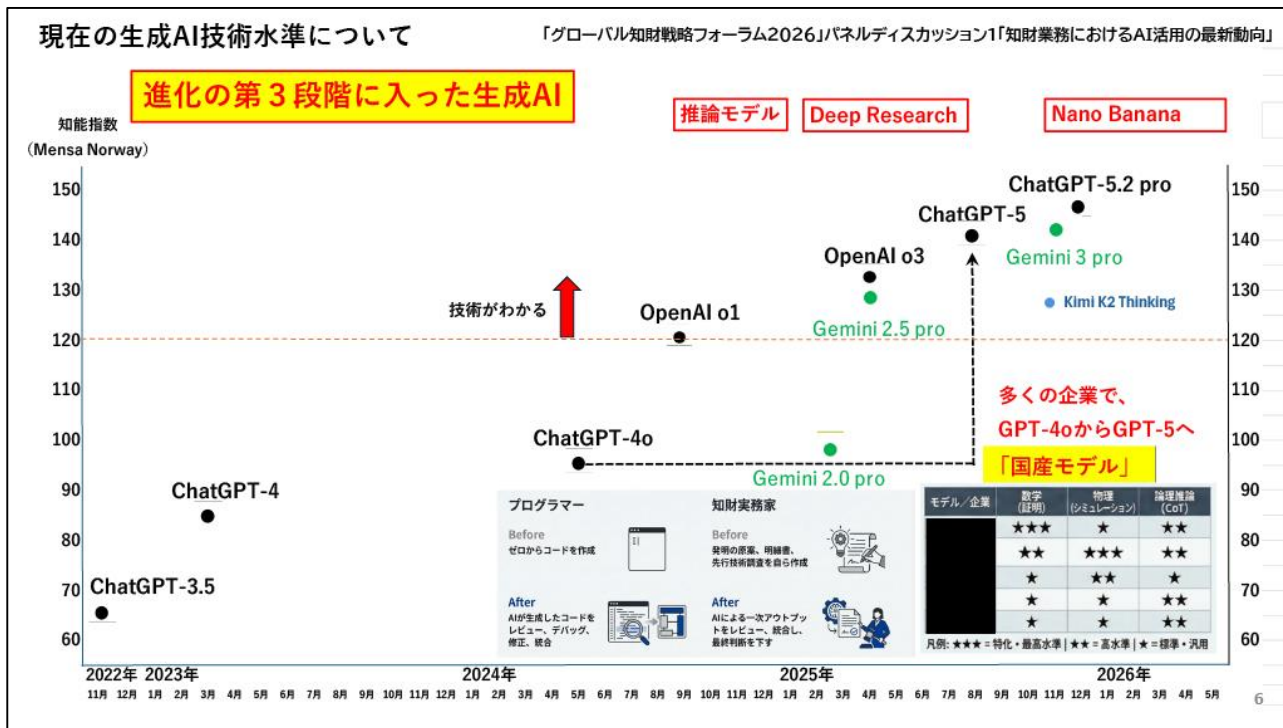 現在の生成AI技術水準について
「グローバル知財戦略フォーラム2026」パネルディスカッション1「知財業務におけるAI活用の最新動向」
進化の第3段階に入った生成AI
推論モデル
Deep Research
Nano Banana
知能指数
(Mensa Norway)
150
140
130
120
110
100
90
80
70
60
150
140
130
120
110
100
90
80
70
60
ChatGPT-5.2 pro
ChatGPT-5
Gemini 3 pro
OpenAI o3
Kimi K2 Thinking
技術がわかる
OpenAI o1
Gemini 2.5 pro
多くの企業で、
GPT-4oからGPT-5へ
「国産モデル」
ChatGPT-4o
Gemini 2.0 pro
ChatGPT-4
ChatGPT-3.5
プログラマー
Before
ゼロからコードを作成
After
AIが生成したコードを
レビュー、デバッグ、
修正、統合
知財実務家
Before
発明の原案、明細書、
先行技術調査を自ら作成
After
AIによる一次アウトプッ
トをレビュー、統合し、
最終判断を下す
モデル/企業 数学(証明) 物理(シミュレーション) 論理推論(CoT)
★★★ ★ ★★
★★ ★★★ ★★
★ ★★ ★
★ ★ ★★
★ ★ ★★
凡例: ★★★ = 特化・最高水準 | ★★ = 高水準 | ★ = 標準・汎用
2022年 2023年 2024年 2025年 2026年
11月 12月 1月 2月 3月 4月 5月 6月 7月 8月 9月 10月 11月 12月 1月 2月 3月 4月 5月 6月 7月 8月 9月 10月 11月 12月 1月 2月 3月 4月 5月 6月 7月 8月 9月 10月 11月 12月 1月 2月 3月 4月 5月
6